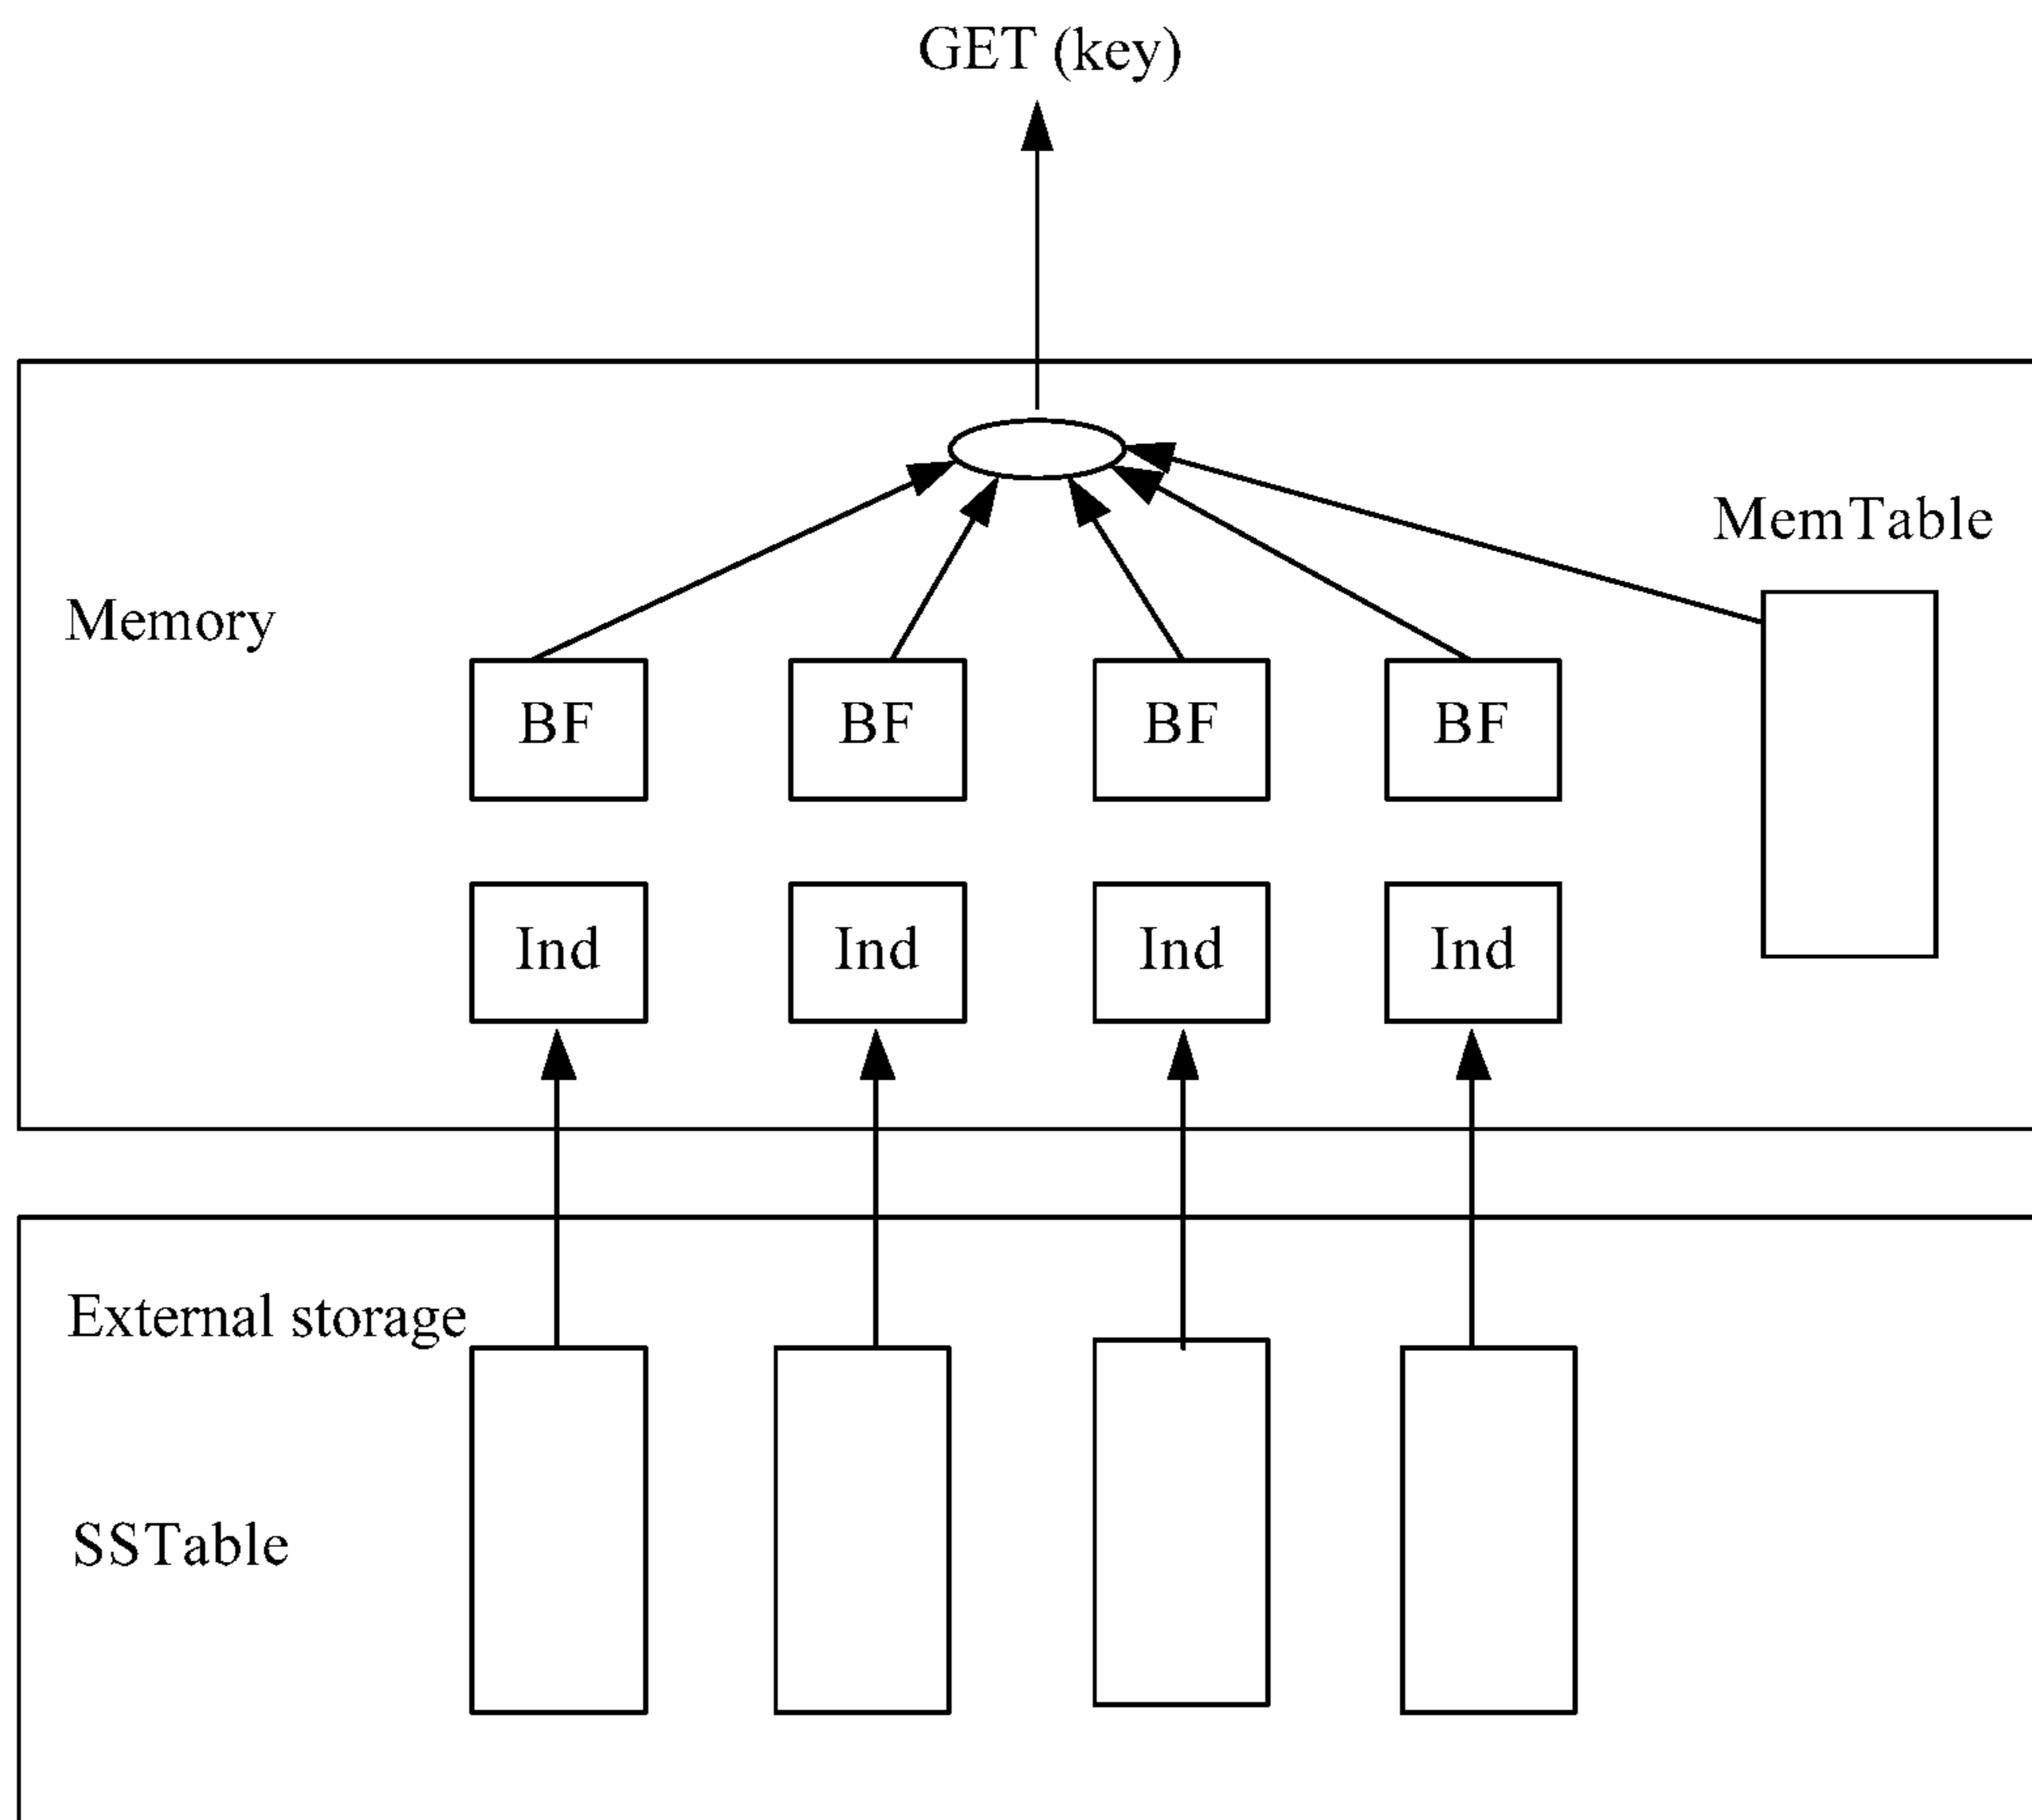 GET (key)
MemTable
Memory
BF BF BF BF
Ind Ind Ind Ind
External storage
SSTable